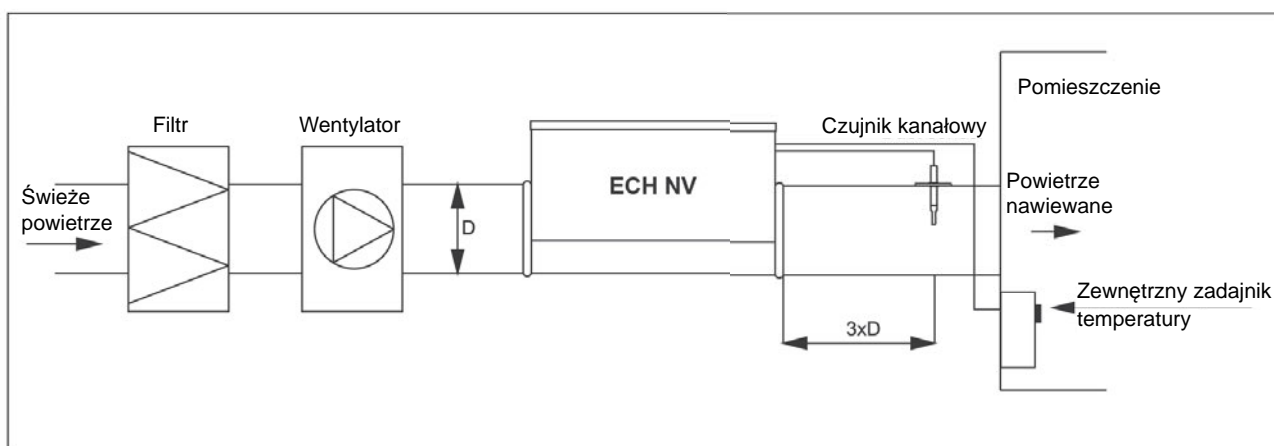 Pomieszczenie
Filtr
Wentylator
Czujnik kanałowy
ECH NV
Świeże
powietrze
D
Powietrze
nawiewane
Zewnętrzny zadajnik
temperatury
3xD